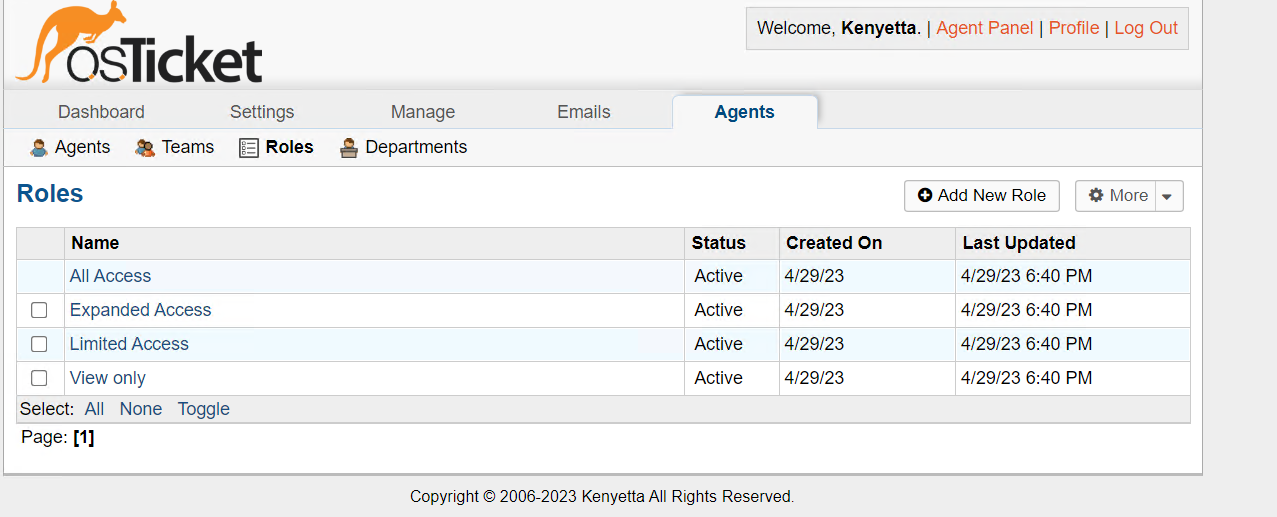 osTicket
Welcome, Kenyetta. | Agent Panel | Profile | Log Out
Dashboard Settings Manage Emails Agents
Agents Teams Roles Departments
Roles
Add New Role More
Name Status Created On Last Updated
All Access Active 4/29/23 4/29/23 6:40 PM
Expanded Access Active 4/29/23 4/29/23 6:40 PM
Limited Access Active 4/29/23 4/29/23 6:40 PM
View only Active 4/29/23 4/29/23 6:40 PM
Select: All None Toggle
Page: [1]
Copyright © 2006-2023 Kenyetta All Rights Reserved.